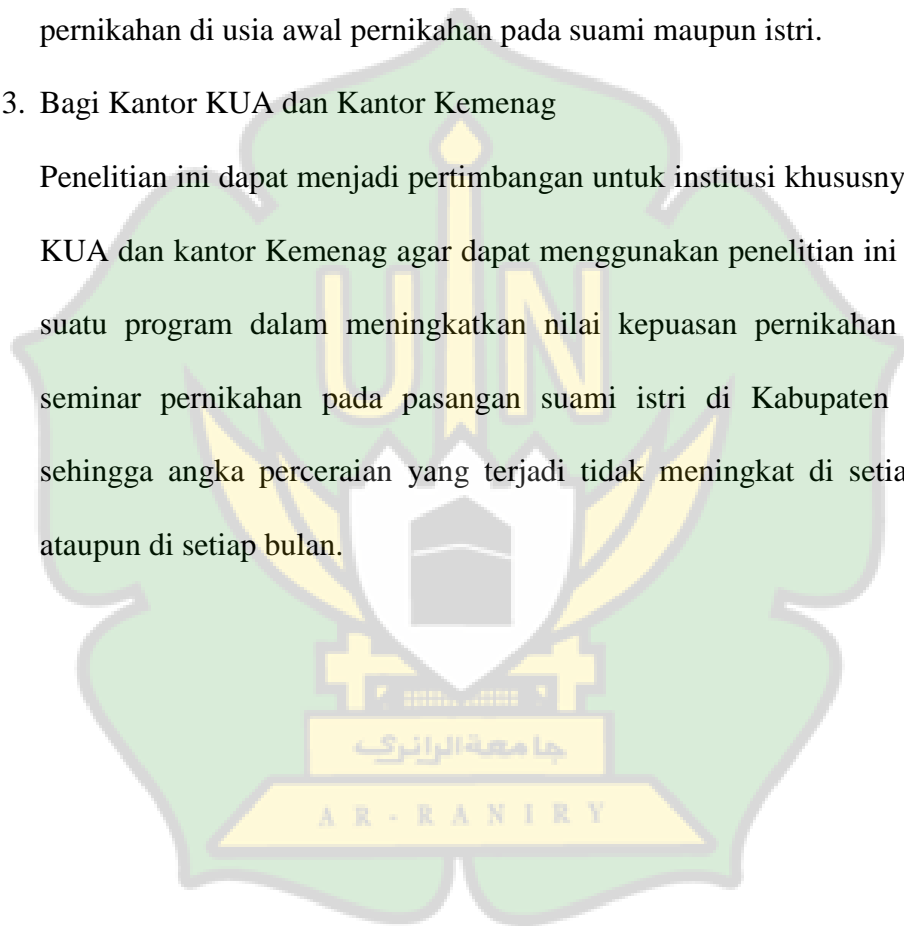 pernikahan di usia awal pernikahan pada suami maupun istri.
3. Bagi Kantor KUA dan Kantor Kemenag
Penelitian ini dapat menjadi pertimbangan untuk institusi khususny
KUA dan kantor Kemenag agar dapat menggunakan penelitian ini
suatu program dalam meningkatkan nilai kepuasan pernikahan
seminar pernikahan pada pasangan suami istri di Kabupaten
sehingga angka perceraian yang terjadi tidak meningkat di setia
ataupun di setiap bulan.
UIN
جامعة الرانري
AR-RANIRY